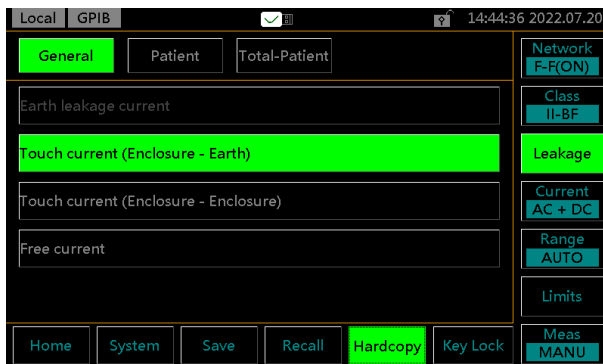 Local GPIB 14:44:36 2022.07.20
General Patient Total-Patient
Earth leakage current
Touch current (Enclosure - Earth)
Touch current (Enclosure - Enclosure)
Free current
Network
F-F(ON)
Class
II-BF
Leakage
Current
AC + DC
Range
AUTO
Limits
Meas
MANU
Home System Save Recall Hardcopy Key Lock